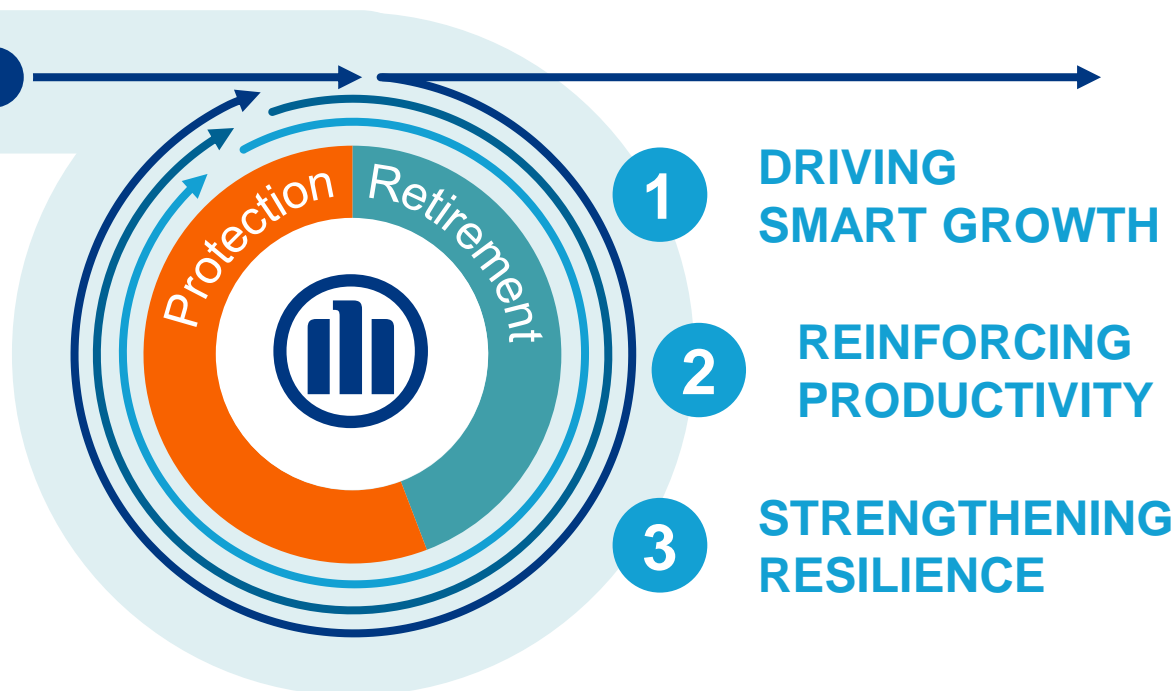 Protection
Retirement
1
DRIVING
SMART GROWTH
2
REINFORCING
PRODUCTIVITY
3
STRENGTHENING
RESILIENCE